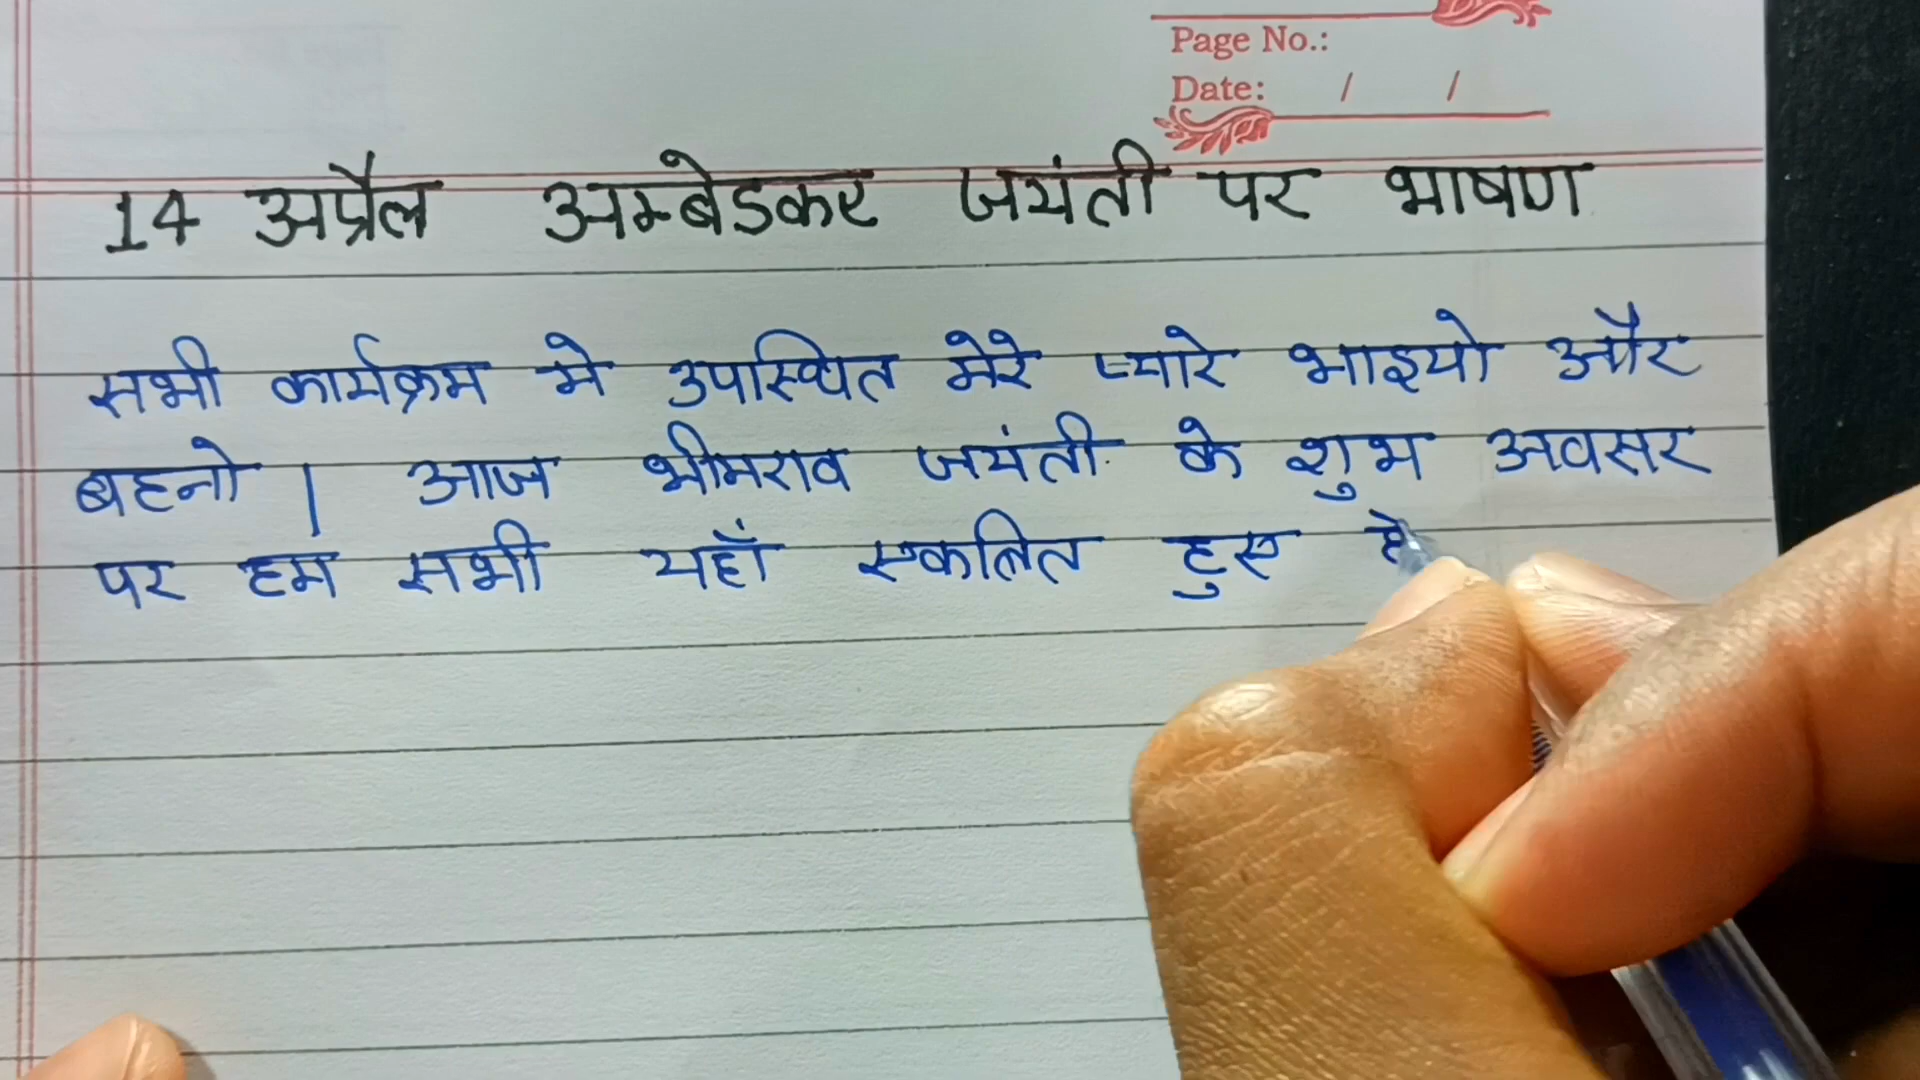 Page No.:
Date: / /
14 अप्रैल अम्बेडकर जयंती पर भाषण
सभी कार्यक्रम मे उपस्थित मेरे प्यारे भाइयो और
बहनो | आज भीमराव जयंती के शुभ अवसर
पर हम सभी यहाँ एकत्रित हुए हे